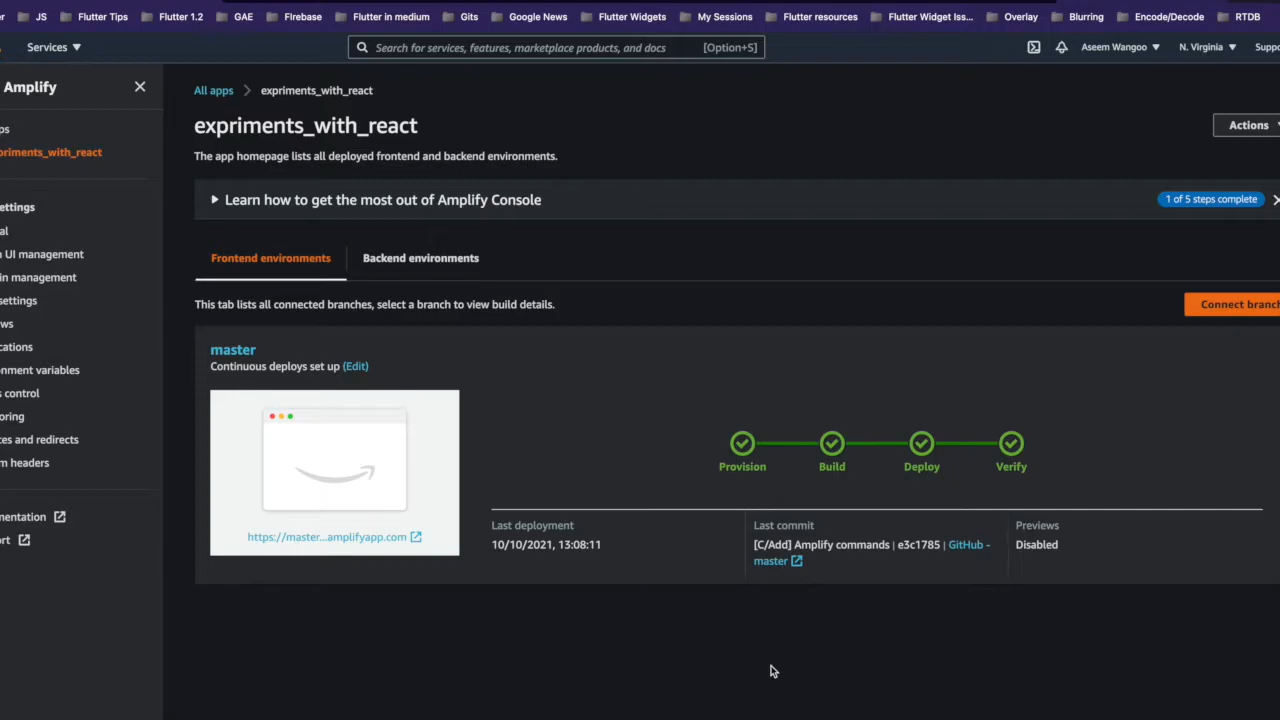 er JS Flutter Tips Flutter 1.2 GAE FIrebase Flutter in medium Gits Google News Flutter Widgets My Sessions Flutter resources Flutter Widget Iss... Overlay Blurring Encode/Decode RTDB
Services ▼ Search for services, features, marketplace products, and docs [Option+S] Aseem Wangoo ▼ N. Virginia ▼ Suppo
Amplify
ps
priments_with_react
ettings
al
n UI management
in management
settings
ws
cations
onment variables
s control
oring
tes and redirects
m headers
mentation
ort
All apps > expriments_with_react
expriments_with_react
Actions
The app homepage lists all deployed frontend and backend environments.
Learn how to get the most out of Amplify Console 1 of 5 steps complete
Frontend environments Backend environments
This tab lists all connected branches, select a branch to view build details.
Connect branch
master
Continuous deploys set up (Edit)
https://master...amplifyapp.com
Provision Build Deploy Verify
Last deployment
10/10/2021, 13:08:11
Last commit
[C/Add] Amplify commands | e3c1785 | GitHub -
master
Previews
Disabled